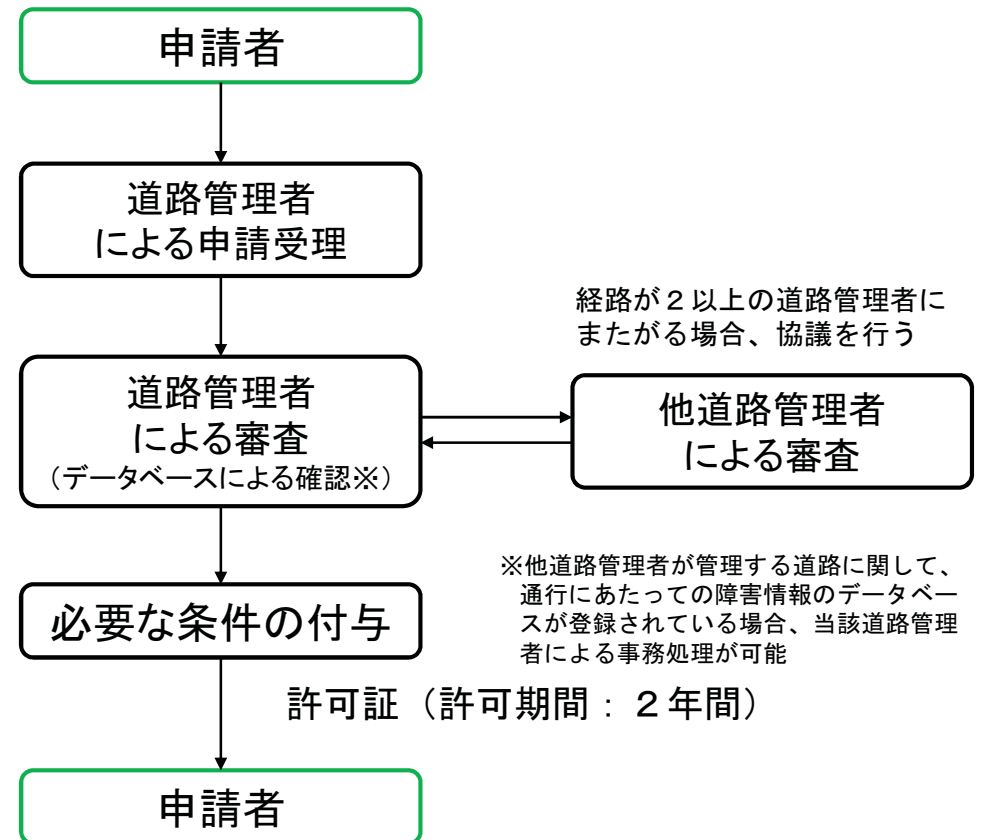 申請者
道路管理者
による申請受理
経路が２以上の道路管理者に
またがる場合、協議を行う
道路管理者
による審査
（データベースによる確認※）
他道路管理者
による審査
※他道路管理者が管理する道路に関して、
通行にあたっての障害情報のデータベー
スが登録されている場合、当該道路管理
者による事務処理が可能
必要な条件の付与
許可証（許可期間：２年間）
申請者